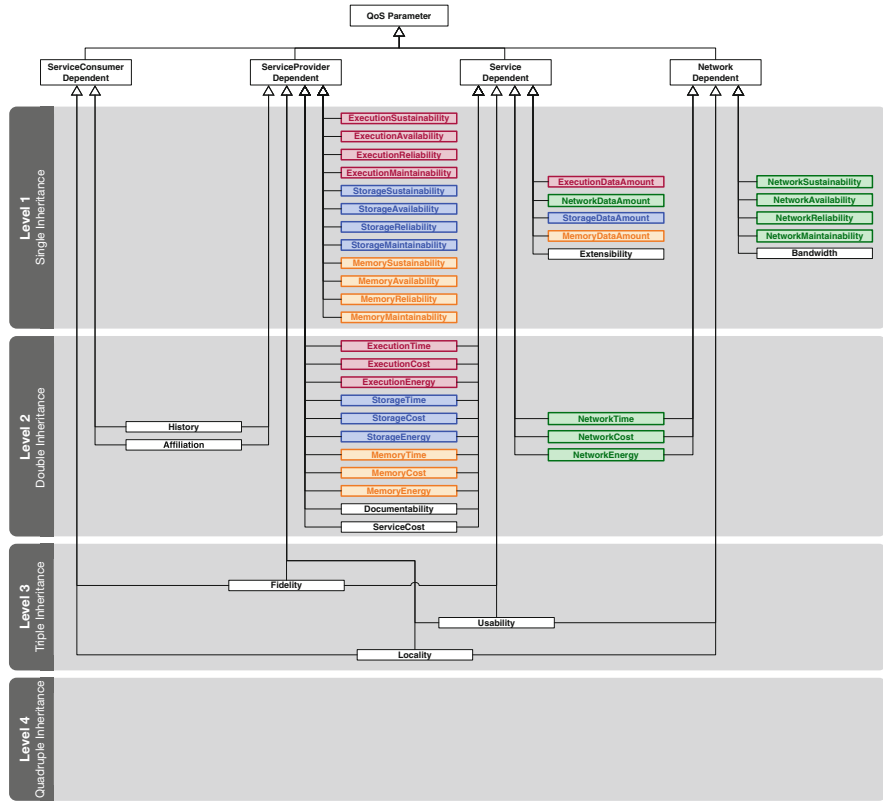 QoS Parameter
ServiceConsumer
Dependent
ServiceProvider
Dependent
Service
Dependent
Network
Dependent
Level 1
Single Inheritance
ExecutionSustainability
ExecutionAvailability
ExecutionReliability
ExecutionMaintainability
StorageSustainability
StorageAvailability
StorageReliability
StorageMaintainability
MemorySustainability
MemoryAvailability
MemoryReliability
MemoryMaintainability
ExecutionDataAmount
NetworkDataAmount
StorageDataAmount
MemoryDataAmount
Extensibility
NetworkSustainability
NetworkAvailability
NetworkReliability
NetworkMaintainability
Bandwidth
Level 2
Double Inheritance
History
Affiliation
ExecutionTime
ExecutionCost
ExecutionEnergy
StorageTime
StorageCost
StorageEnergy
MemoryTime
MemoryCost
MemoryEnergy
Documentability
ServiceCost
NetworkTime
NetworkCost
NetworkEnergy
Level 3
Triple Inheritance
Fidelity
Usability
Locality
Level 4
Quadruple Inheritance